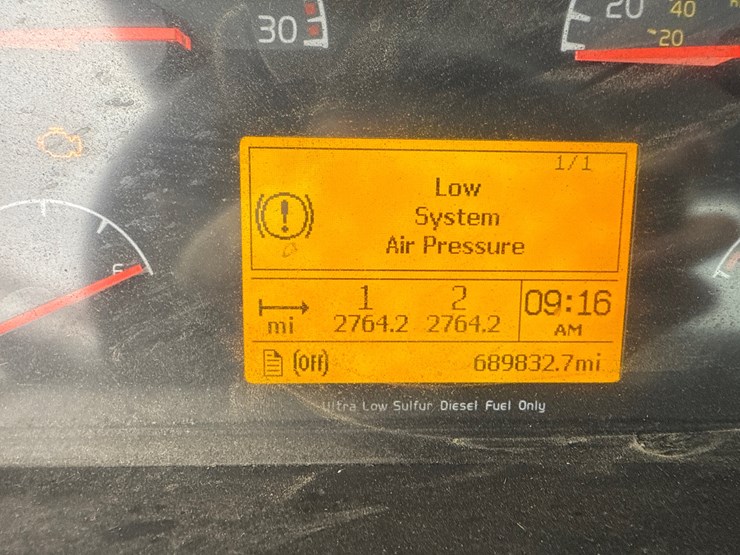 30
20
40
20
1/1
Low
System
Air Pressure
mi
1 2
2764.2 2764.2
09:16
AM
(Off)
689832.7mi
Ultra Low Sulfur Diesel Fuel Only